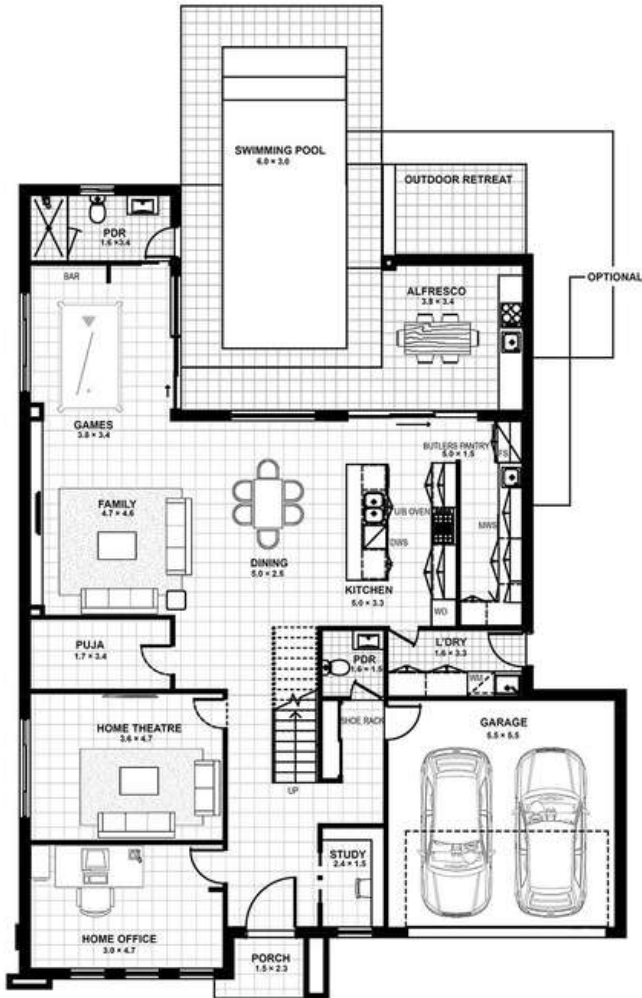 SWIMMING POOL
6.0 × 3.0
OUTDOOR RETREAT
PDR
1.6 ×3.4
OPTIONAL
BAR
ALFRESCO
3.8 × 3.4
GAMES
3.8 × 3.4
BUTLERS PANTRY
5.0 × 1.5
FS
FAMILY
4.7 × 4.6
U/B OVEN
MWS
DWS
DINING
5.0 × 2.5
KITCHEN
5.0 × 3.3
WO
PUJA
1.7 × 3.4
PDR
1.6 × 1.5
L'DRY
1.6 × 3.3
WM
SHOE RACK
GARAGE
5.5 × 5.5
HOME THEATRE
3.6 × 4.7
UP
STUDY
2.4 × 1.5
HOME OFFICE
3.0 × 4.7
PORCH
1.5 × 2.3